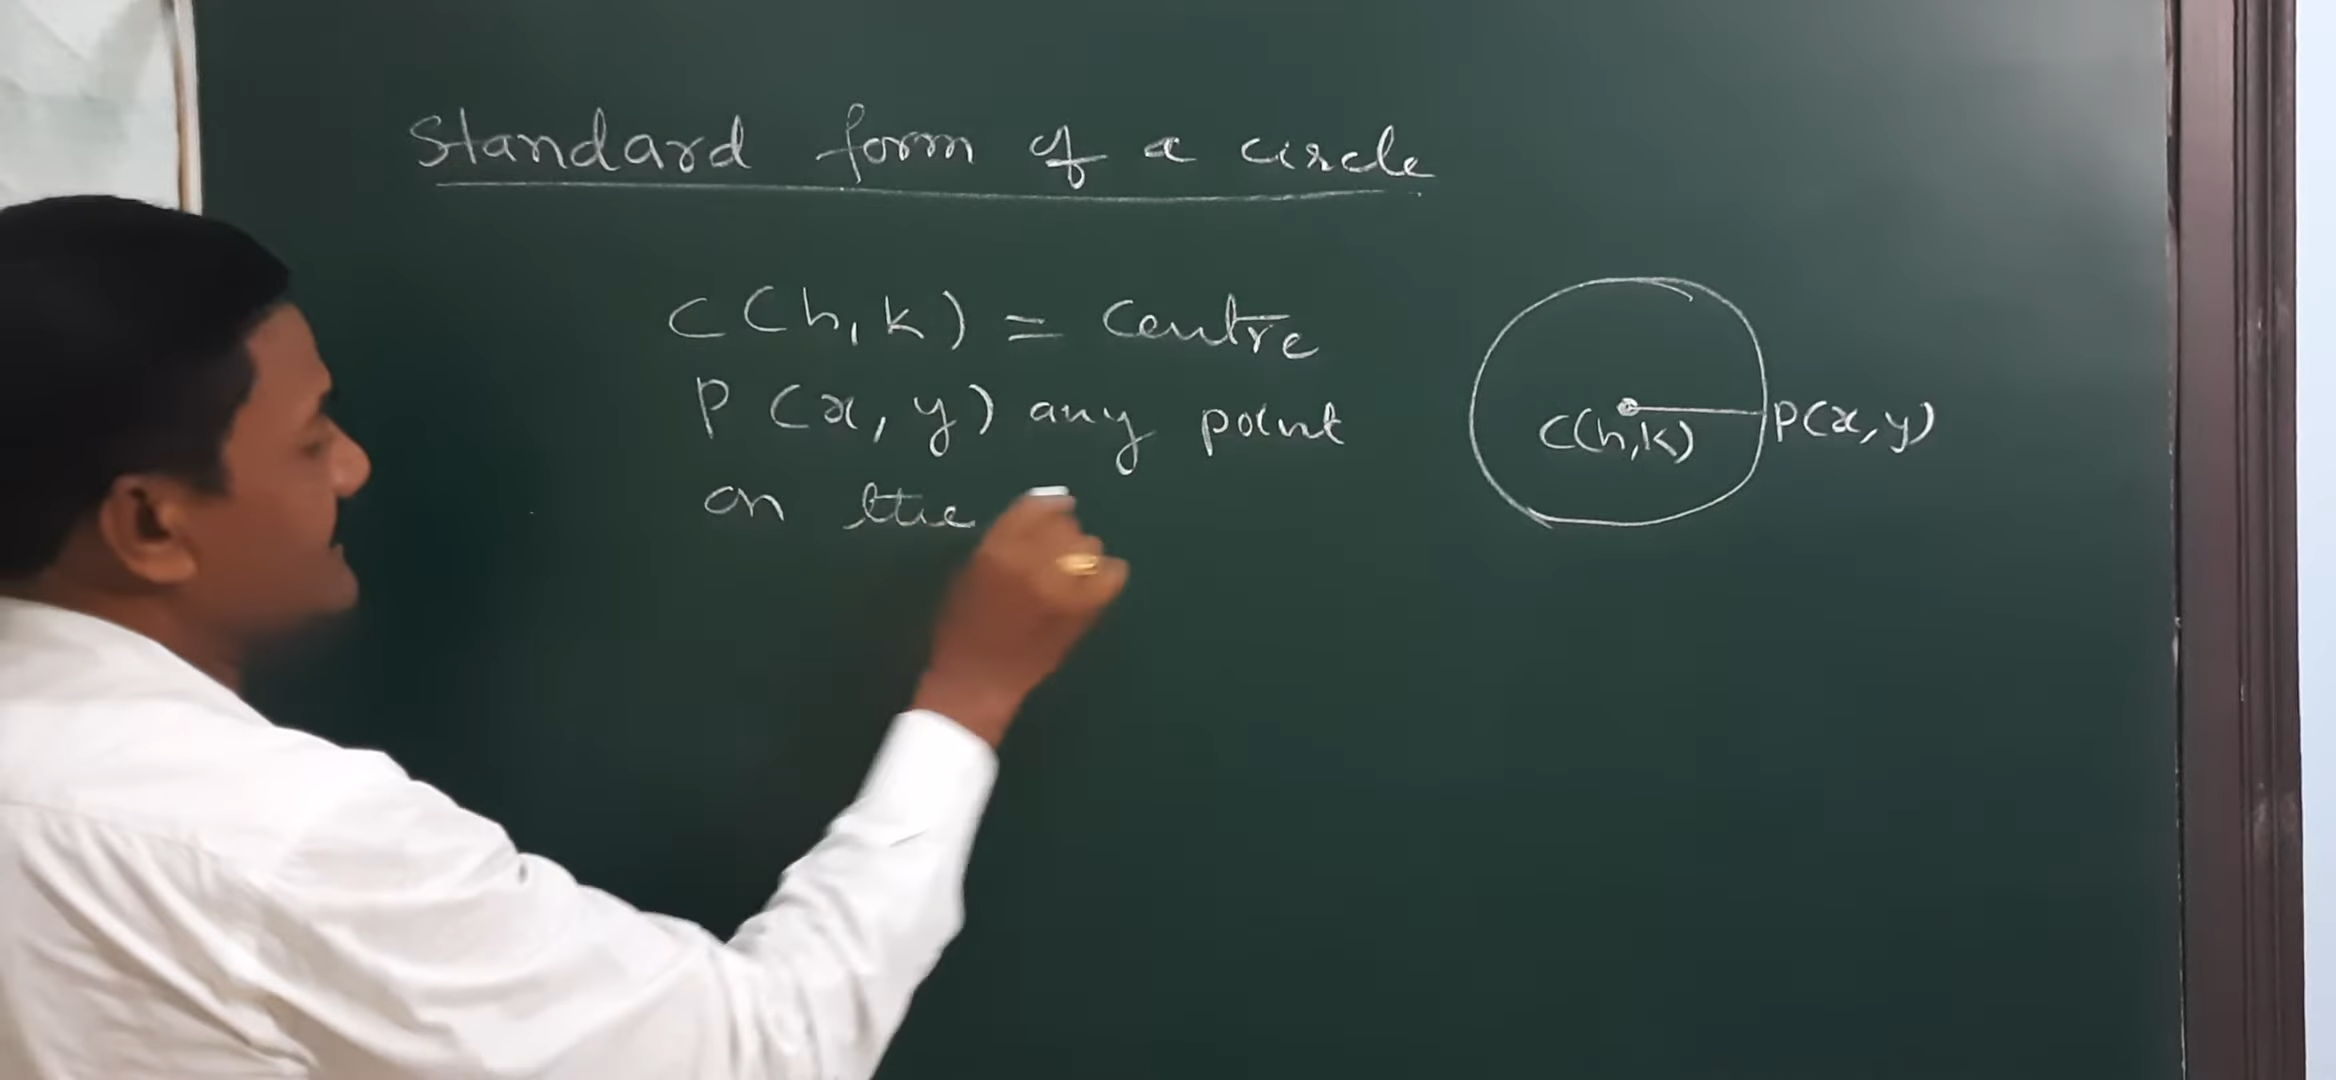 Standard form of a circle
C(h,k) = Centre
P(x,y) any point
on the
C(h,k)
P(x,y)